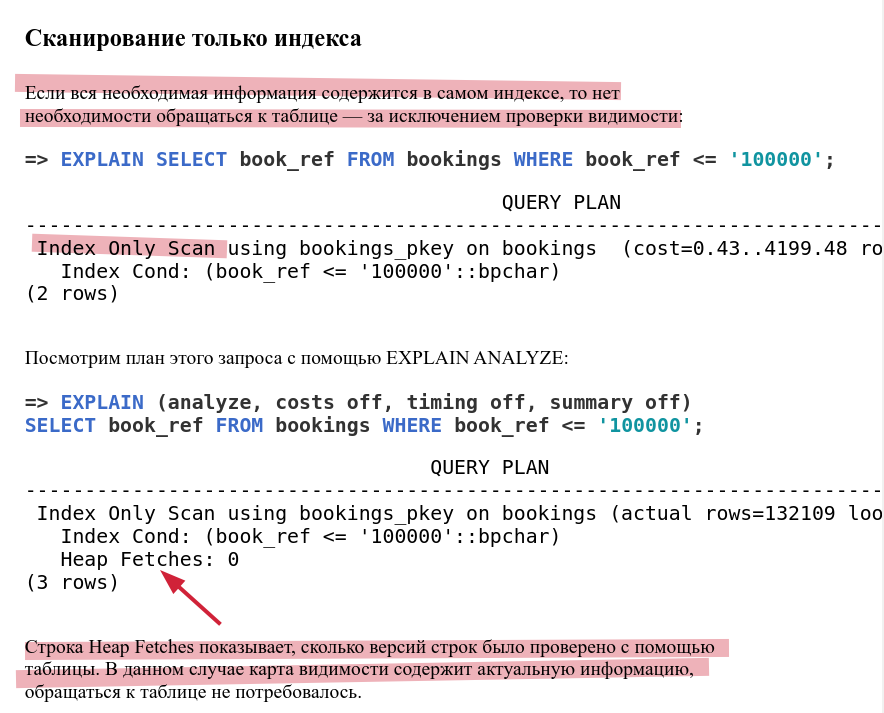 Сканирование только индекса
Если вся необходимая информация содержится в самом индексе, то нет
необходимости обращаться к таблице — за исключением проверки видимости:
=> EXPLAIN SELECT book_ref FROM bookings WHERE book_ref <= '100000';
QUERY PLAN
-------------------------------------------------------------------------
Index Only Scan using bookings_pkey on bookings  (cost=0.43..4199.48 ro
Index Cond: (book_ref <= '100000'::bpchar)
(2 rows)
Посмотрим план этого запроса с помощью EXPLAIN ANALYZE:
=> EXPLAIN (analyze, costs off, timing off, summary off)
SELECT book_ref FROM bookings WHERE book_ref <= '100000';
QUERY PLAN
-------------------------------------------------------------------------
Index Only Scan using bookings_pkey on bookings (actual rows=132109 loo
Index Cond: (book_ref <= '100000'::bpchar)
Heap Fetches: 0
(3 rows)
Строка Heap Fetches показывает, сколько версий строк было проверено с помощью
таблицы. В данном случае карта видимости содержит актуальную информацию,
обращаться к таблице не потребовалось.